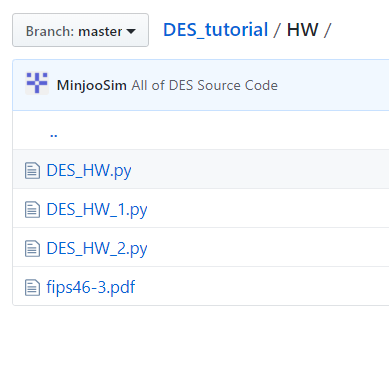 Branch: master DES_tutorial / HW /
MinjooSim All of DES Source Code
..
DES_HW.py
DES_HW_1.py
DES_HW_2.py
fips46-3.pdf